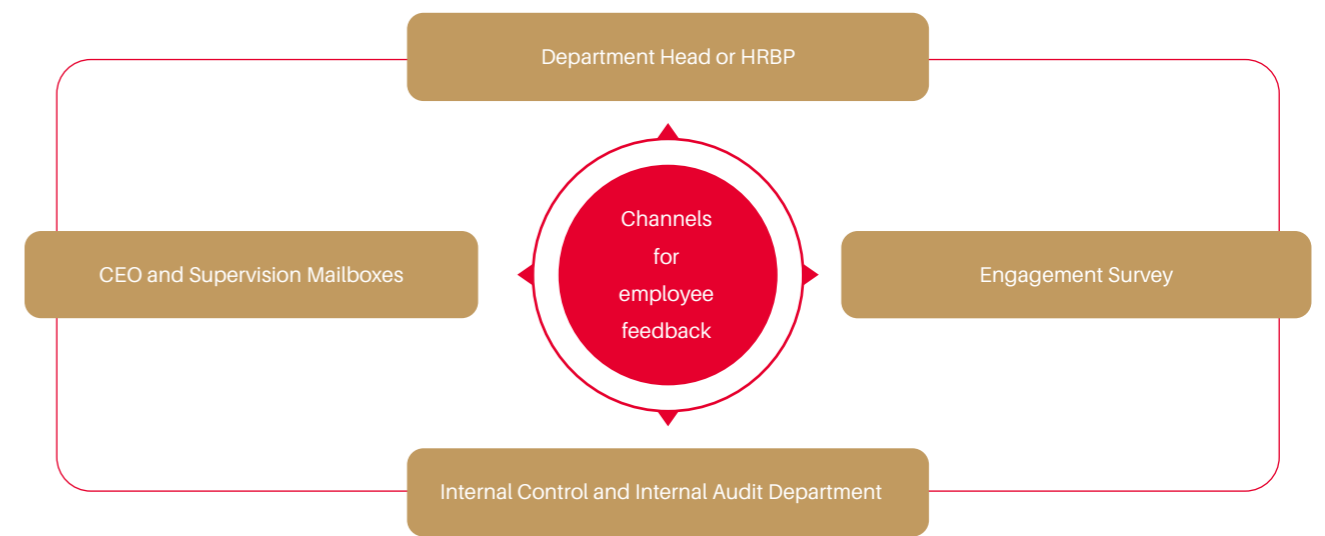 Department Head or HRBP
CEO and Supervision Mailboxes
Channels
for
employee
feedback
Engagement Survey
Internal Control and Internal Audit Department